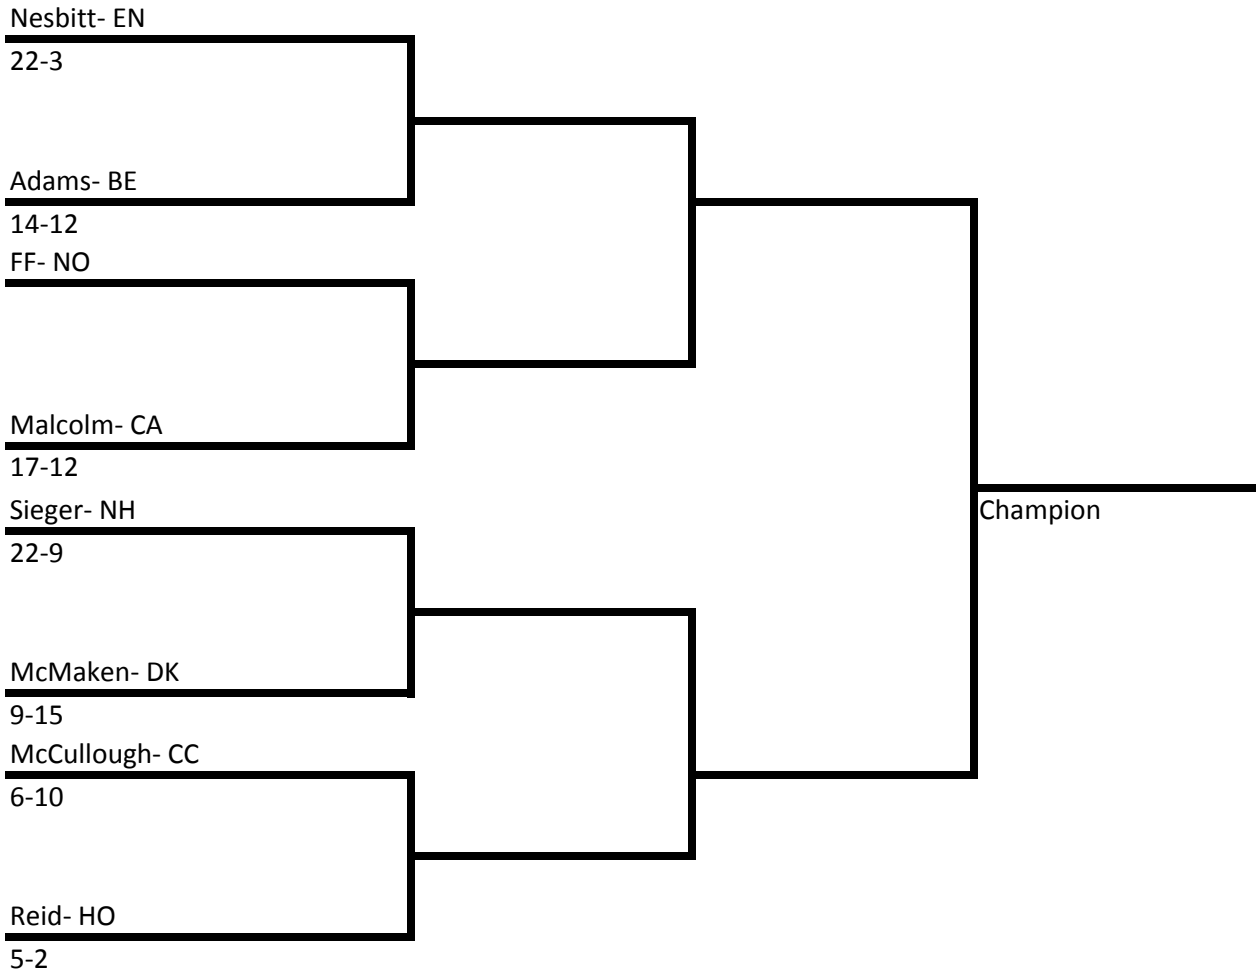 Nesbitt- EN
22-3
Adams- BE
14-12
FF- NO
Malcolm- CA
17-12
Sieger- NH
22-9
Champion
McMaken- DK
9-15
McCullough- CC
6-10
Reid- HO
5-2